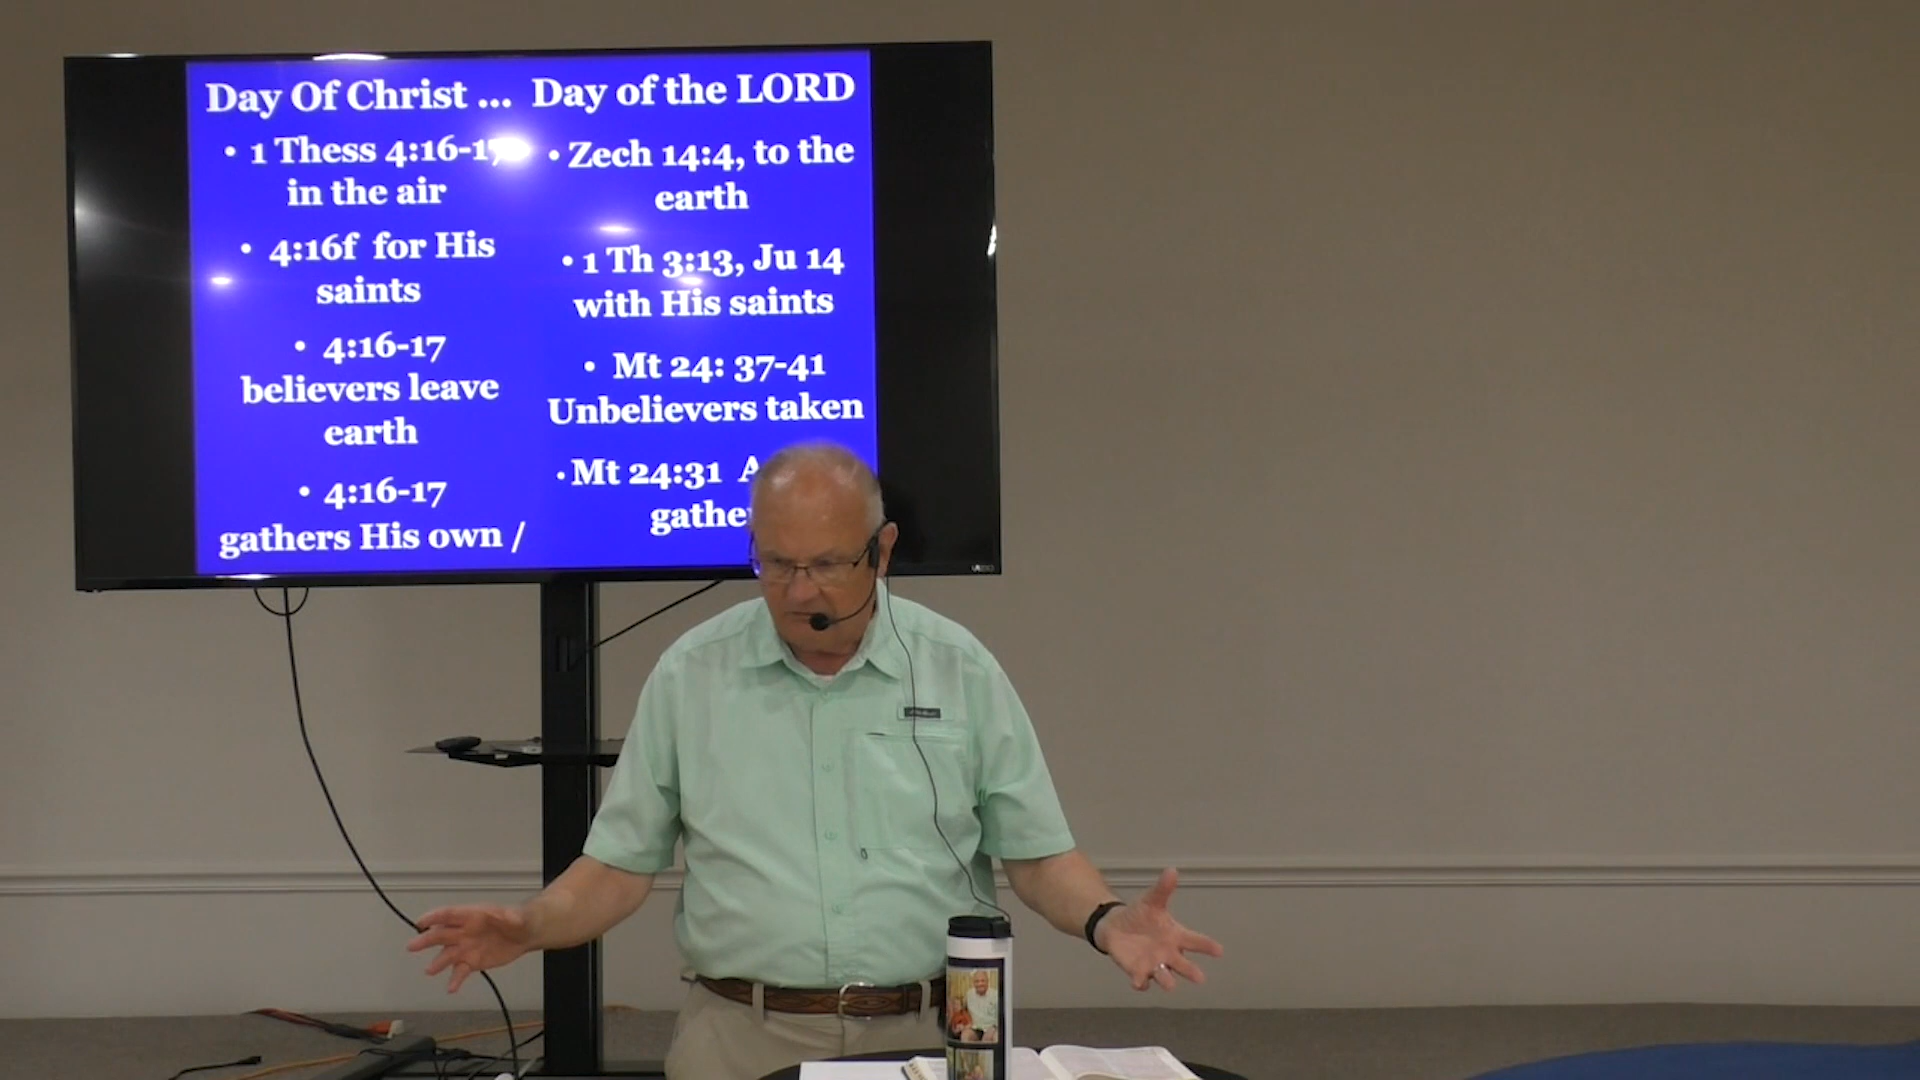 Day Of Christ ...
• 1 Thess 4:16-17
in the air
• 4:16f for His
saints
• 4:16-17
believers leave
earth
• 4:16-17
gathers His own /
Day of the LORD
• Zech 14:4, to the
earth
• 1 Th 3:13, Ju 14
with His saints
• Mt 24: 37-41
Unbelievers taken
• Mt 24:31
VIZIO